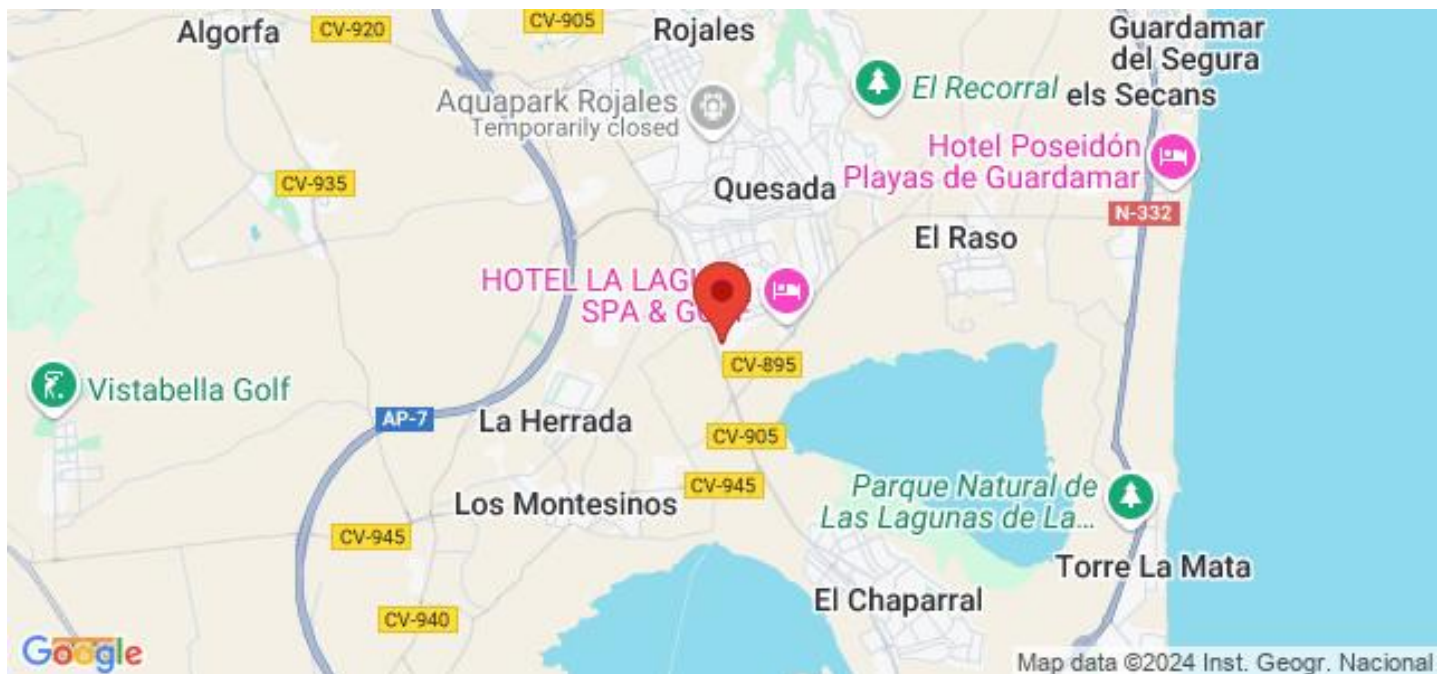 Algorfa
CV-920
CV-905
Rojales
Guardamar
del Segura
Aquapark Rojales
Temporarily closed
El Recorral
els Secans
CV-935
Hotel Poseidón
Playas de Guardamar
Quesada
N-332
El Raso
HOTEL LA LAGU
SPA & G
CV-895
Vistabella Golf
AP-7
La Herrada
CV-905
CV-945
Los Montesinos
Parque Natural de
Las Lagunas de La...
CV-945
Torre La Mata
El Chaparral
CV-940
Google
Map data ©2024 Inst. Geogr. Nacional